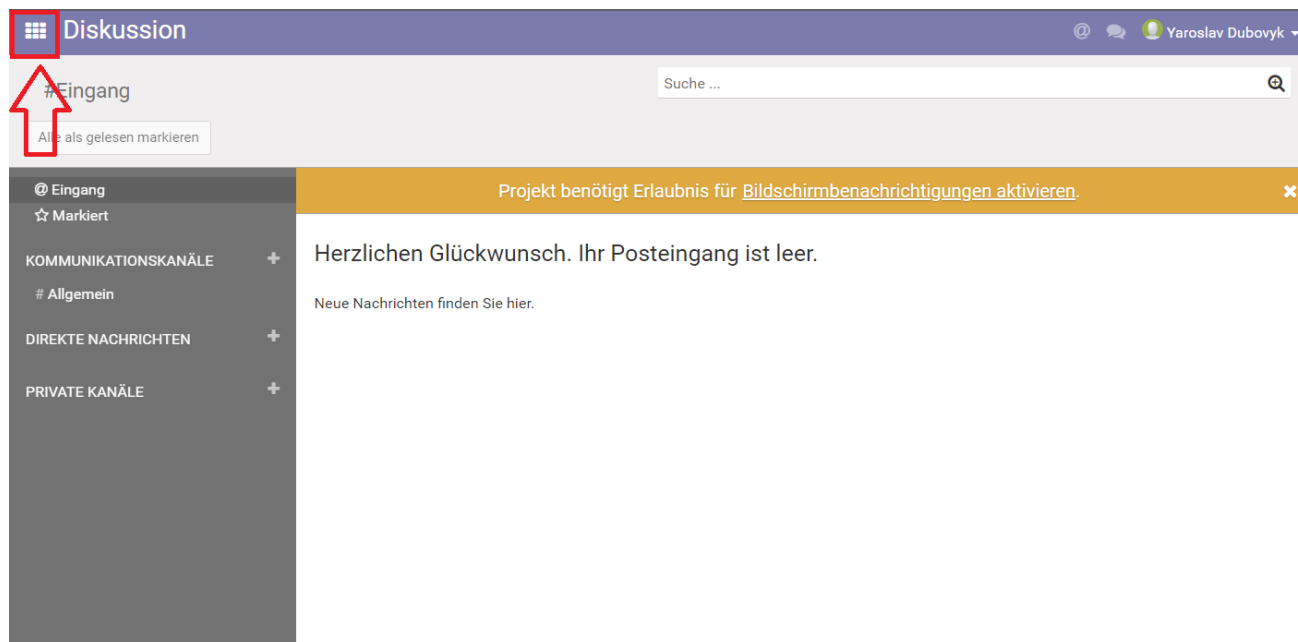 Diskussion
Yaroslav Dubovyk
#Eingang
Suche ...
Alle als gelesen markieren
@ Eingang
Markiert
Projekt benötigt Erlaubnis für Bildschirmbenachrichtigungen aktivieren.
KOMMUNIKATIONSKANÄLE
# Allgemein
DIREKTE NACHRICHTEN
PRIVATE KANÄLE
Herzlichen Glückwunsch. Ihr Posteingang ist leer.
Neue Nachrichten finden Sie hier.